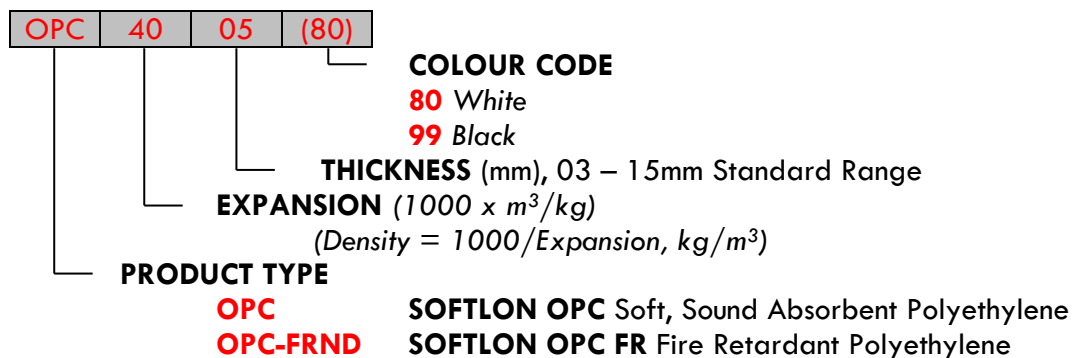 OPC 40 05 (80)
COLOUR CODE
80 White
99 Black
THICKNESS (mm), 03 – 15mm Standard Range
EXPANSION (1000 x m³/kg)
(Density = 1000/Expansion, kg/m³)
PRODUCT TYPE
OPC SOFTLON OPC Soft, Sound Absorbent Polyethylene
OPC-FRND SOFTLON OPC FR Fire Retardant Polyethylene